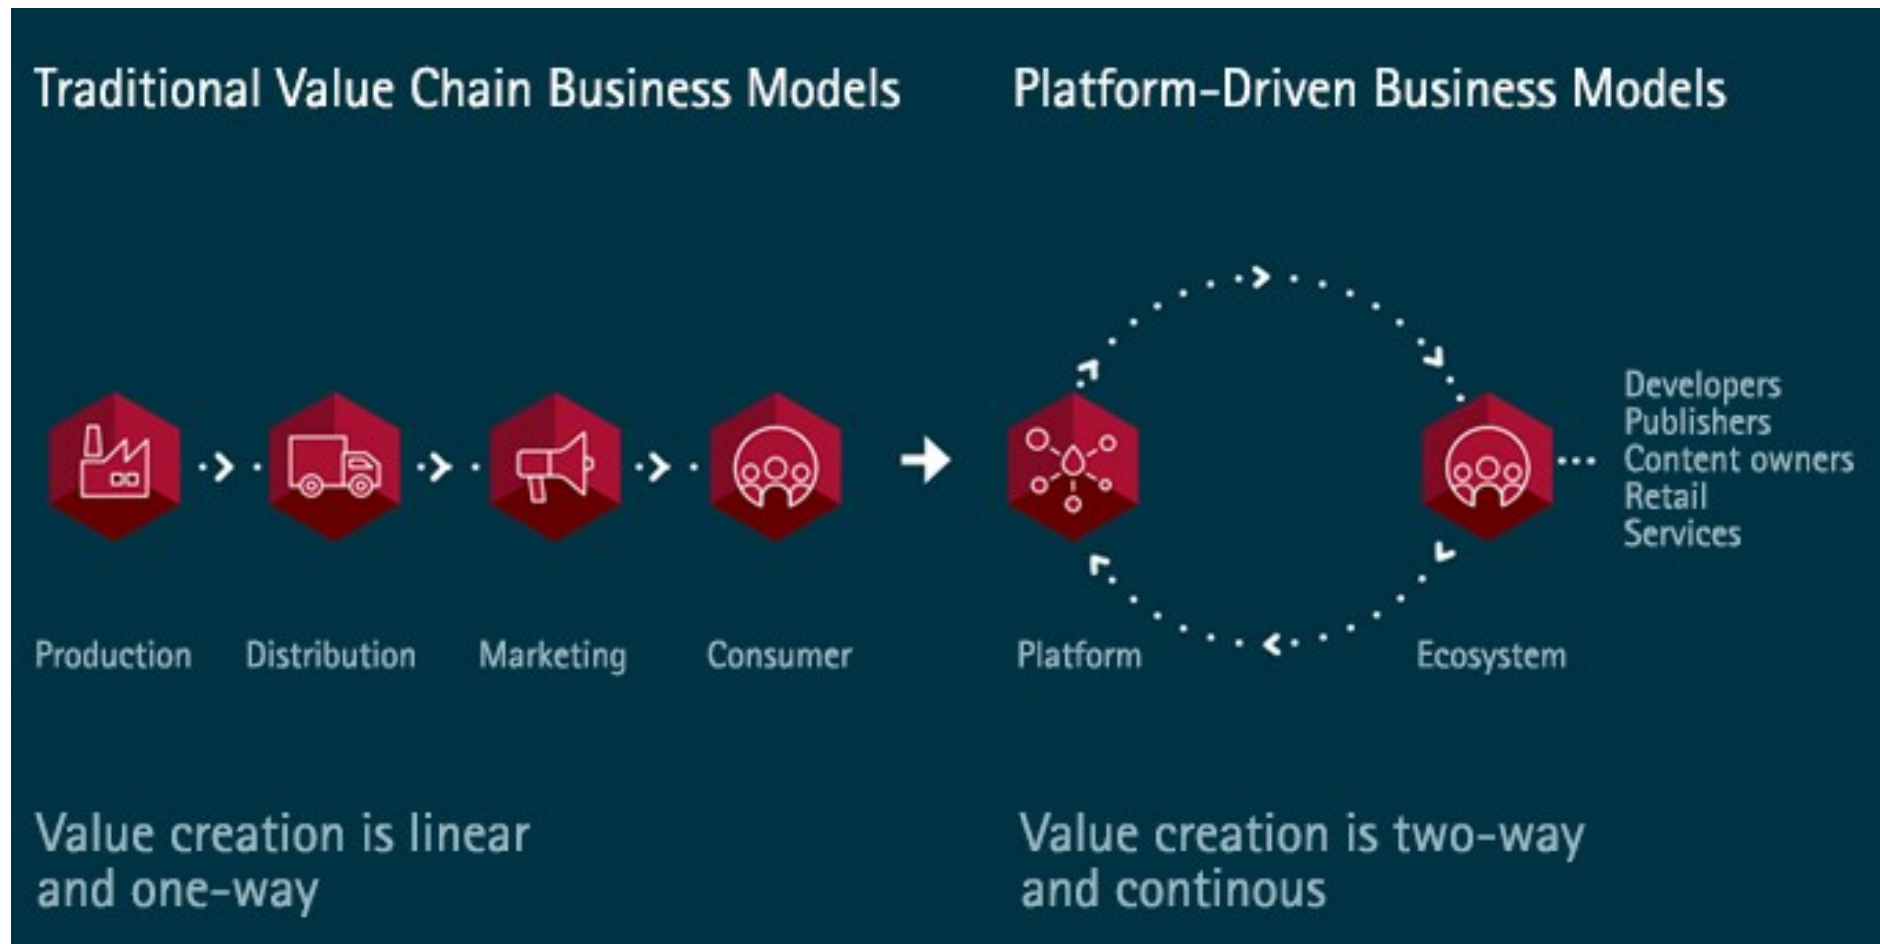 Traditional Value Chain Business Models
Production
Distribution
Marketing
Consumer
Value creation is linear
and one-way
Platform-Driven Business Models
Developers
Publishers
Content owners
Retail
Services
Platform
Ecosystem
Value creation is two-way
and continous